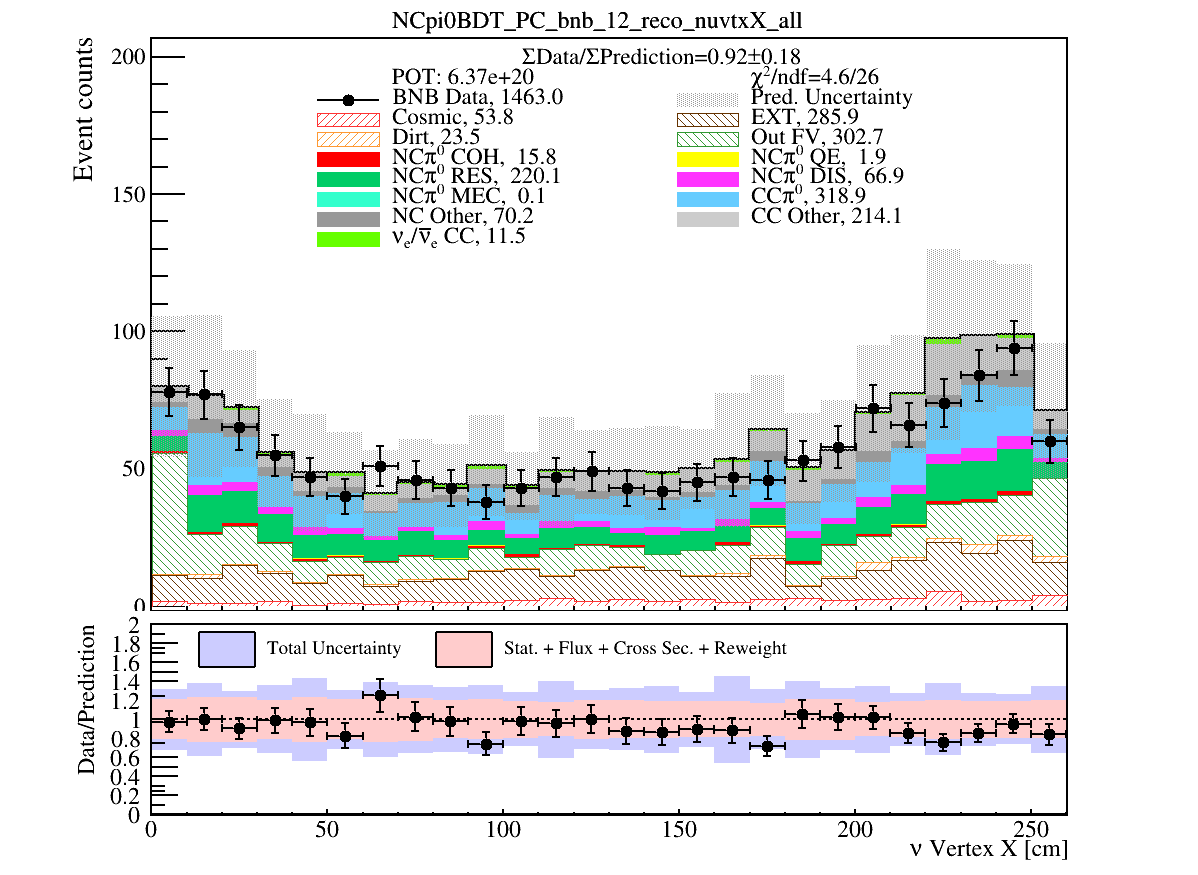 NCpi0BDT_PC_bnb_12_reco_nuvtxX_all
ΣData/ΣPrediction=0.92±0.18
POT: 6.37e+20 χ²/ndf=4.6/26
BNB Data, 1463.0 Pred. Uncertainty
Cosmic, 53.8 EXT, 285.9
Dirt, 23.5 Out FV, 302.7
NCπ⁰ COH, 15.8 NCπ⁰ QE, 1.9
NCπ⁰ RES, 220.1 NCπ⁰ DIS, 66.9
NCπ⁰ MEC, 0.1 CCπ⁰, 318.9
NC Other, 70.2 CC Other, 214.1
νₑ/ν̅ₑ CC, 11.5
Event counts
200
150
100
50
0
Total Uncertainty Stat. + Flux + Cross Sec. + Reweight
Data/Prediction
2
1.8
1.6
1.4
1.2
1
0.8
0.6
0.4
0.2
0
0 50 100 150 200 250
ν Vertex X [cm]